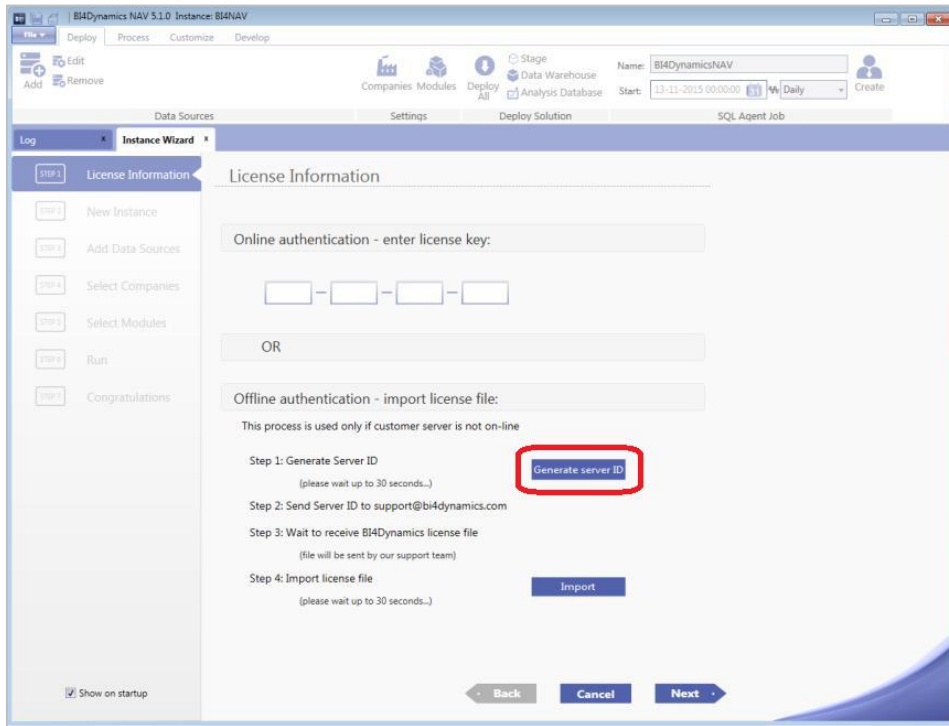 BI4Dynamics NAV 5.1.0 Instance: BI4NAV
File
Deploy
Process
Customize
Develop
Add
Edit
Remove
Data Sources
Companies
Modules
Settings
Deploy All
Stage
Data Warehouse
Analysis Database
Deploy Solution
Name: BI4DynamicsNAV
Start: 13-11-2015 00:00:00
Daily
Create
SQL Agent Job
Log x
Instance Wizard x
STEP 1 License Information
STEP 2 New Instance
STEP 3 Add Data Sources
STEP 4 Select Companies
STEP 5 Select Modules
STEP 6 Run
STEP 7 Congratulations
Show on startup
License Information
Online authentication - enter license key:
OR
Offline authentication - import license file:
This process is used only if customer server is not on-line
Step 1: Generate Server ID
(please wait up to 30 seconds...)
Generate server ID
Step 2: Send Server ID to support@bi4dynamics.com
Step 3: Wait to receive BI4Dynamics license file
(file will be sent by our support team)
Step 4: Import license file
(please wait up to 30 seconds...)
Import
Back
Cancel
Next